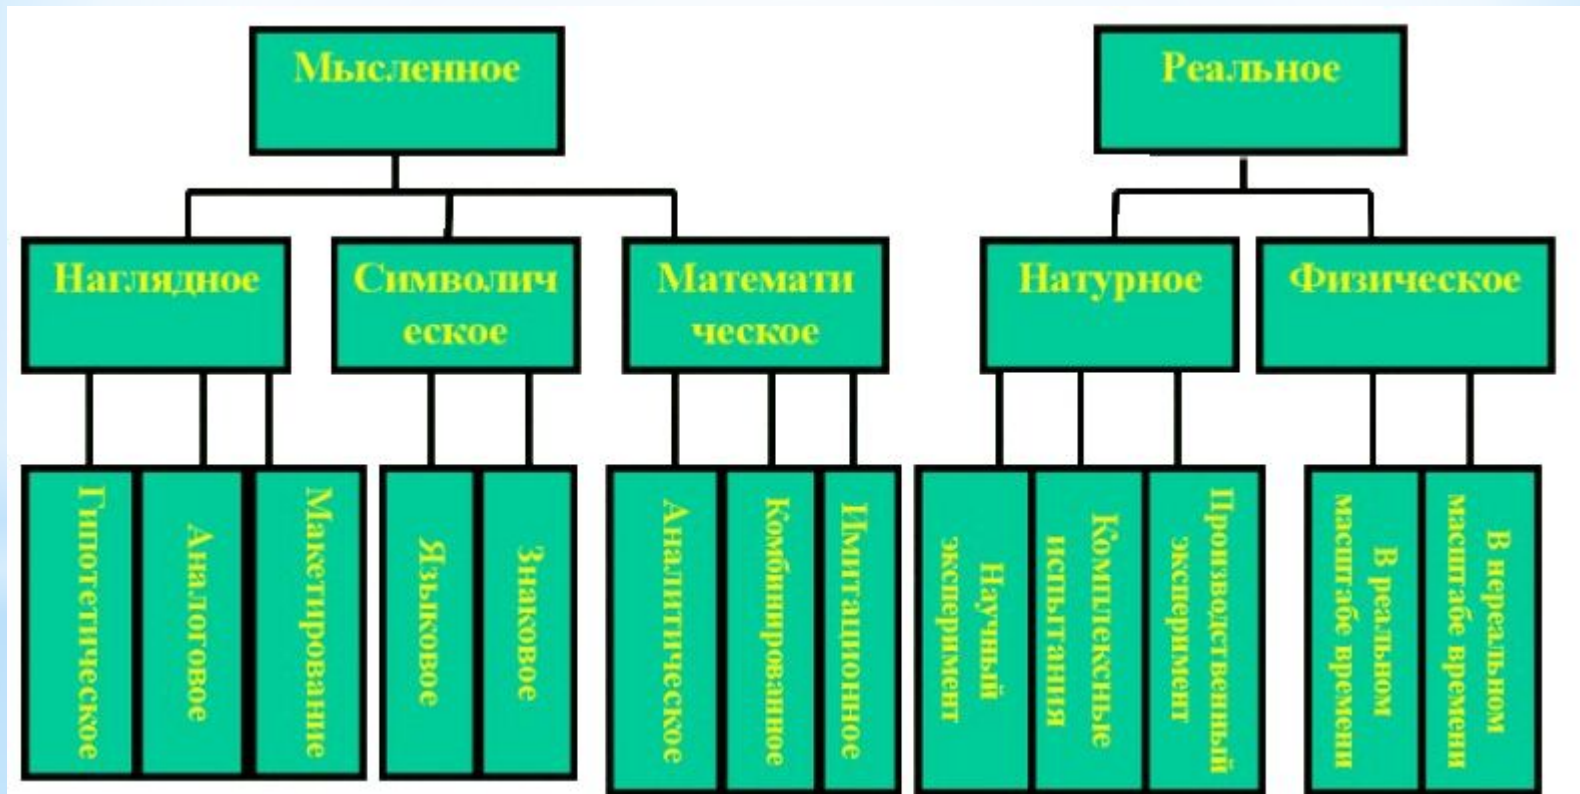 Мысленное
Реальное
Наглядное
Символич
еское
Математи
ческое
Натурное
Физическое
Гипотетическое
Аналоговое
Макетирование
Языковое
Знаковое
Аналитическое
Комбинированное
Имитационное
Научный
эксперимент
Комплексные
испытания
Производственный
эксперимент
В реальном
масштабе времени
В нереальном
масштабе времени